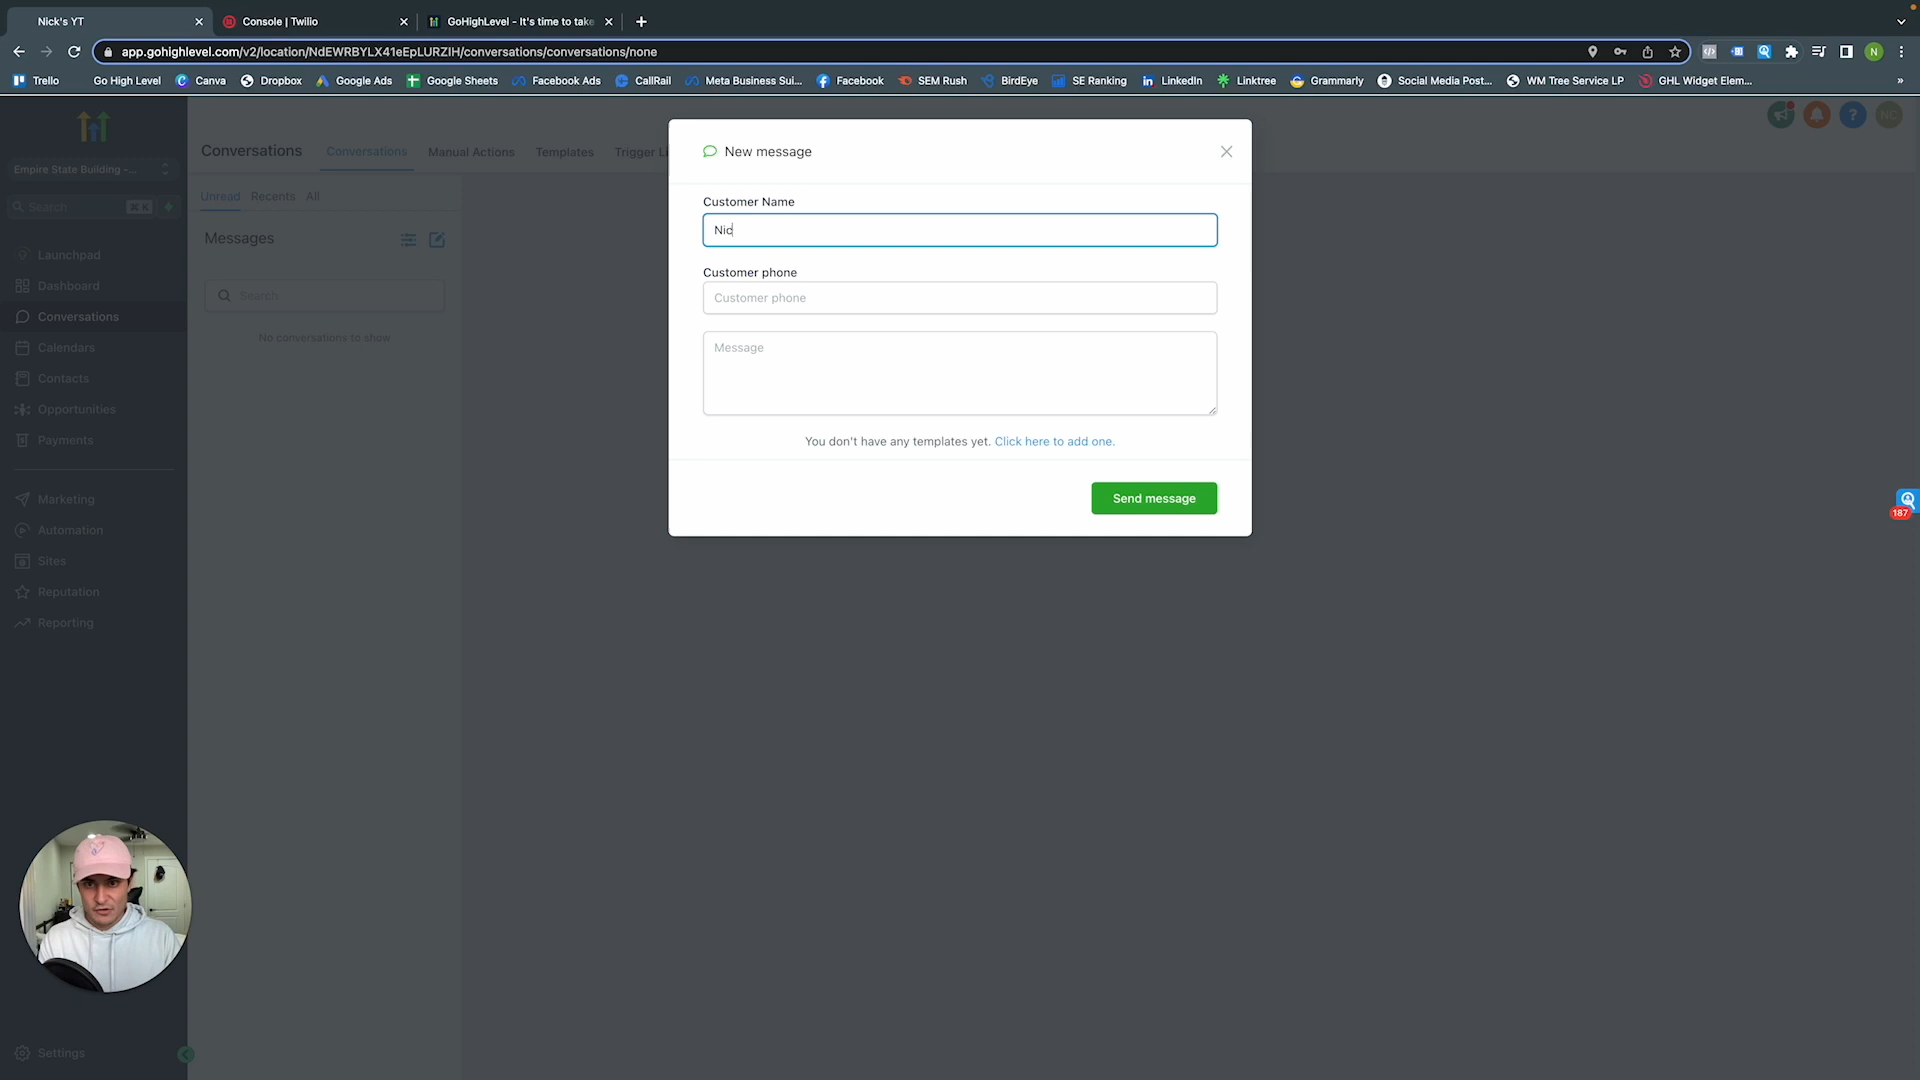 Nick's YT
Console | Twilio
GoHighLevel - It's time to take
app.gohighlevel.com/v2/location/NdEWRBYLX41eEpLURZIH/conversations/conversations/none
N
Trello
Go High Level
Canva
Dropbox
Google Ads
Google Sheets
Facebook Ads
CallRail
Meta Business Sui...
Facebook
SEM Rush
BirdEye
SE Ranking
LinkedIn
Linktree
Grammarly
Social Media Post...
WM Tree Service LP
GHL Widget Elem...
»
Empire State Building -...
Search
⌘ K
Launchpad
Dashboard
Conversations
Calendars
Contacts
Opportunities
Payments
Marketing
Automation
Sites
Reputation
Reporting
Settings
Conversations
Conversations
Manual Actions
Templates
Trigger Li
?
NC
Unread
Recents
All
Messages
Search
No conversations to show
New message
Customer Name
Nic
Customer phone
Customer phone
Message
You don't have any templates yet. Click here to add one.
Send message
187